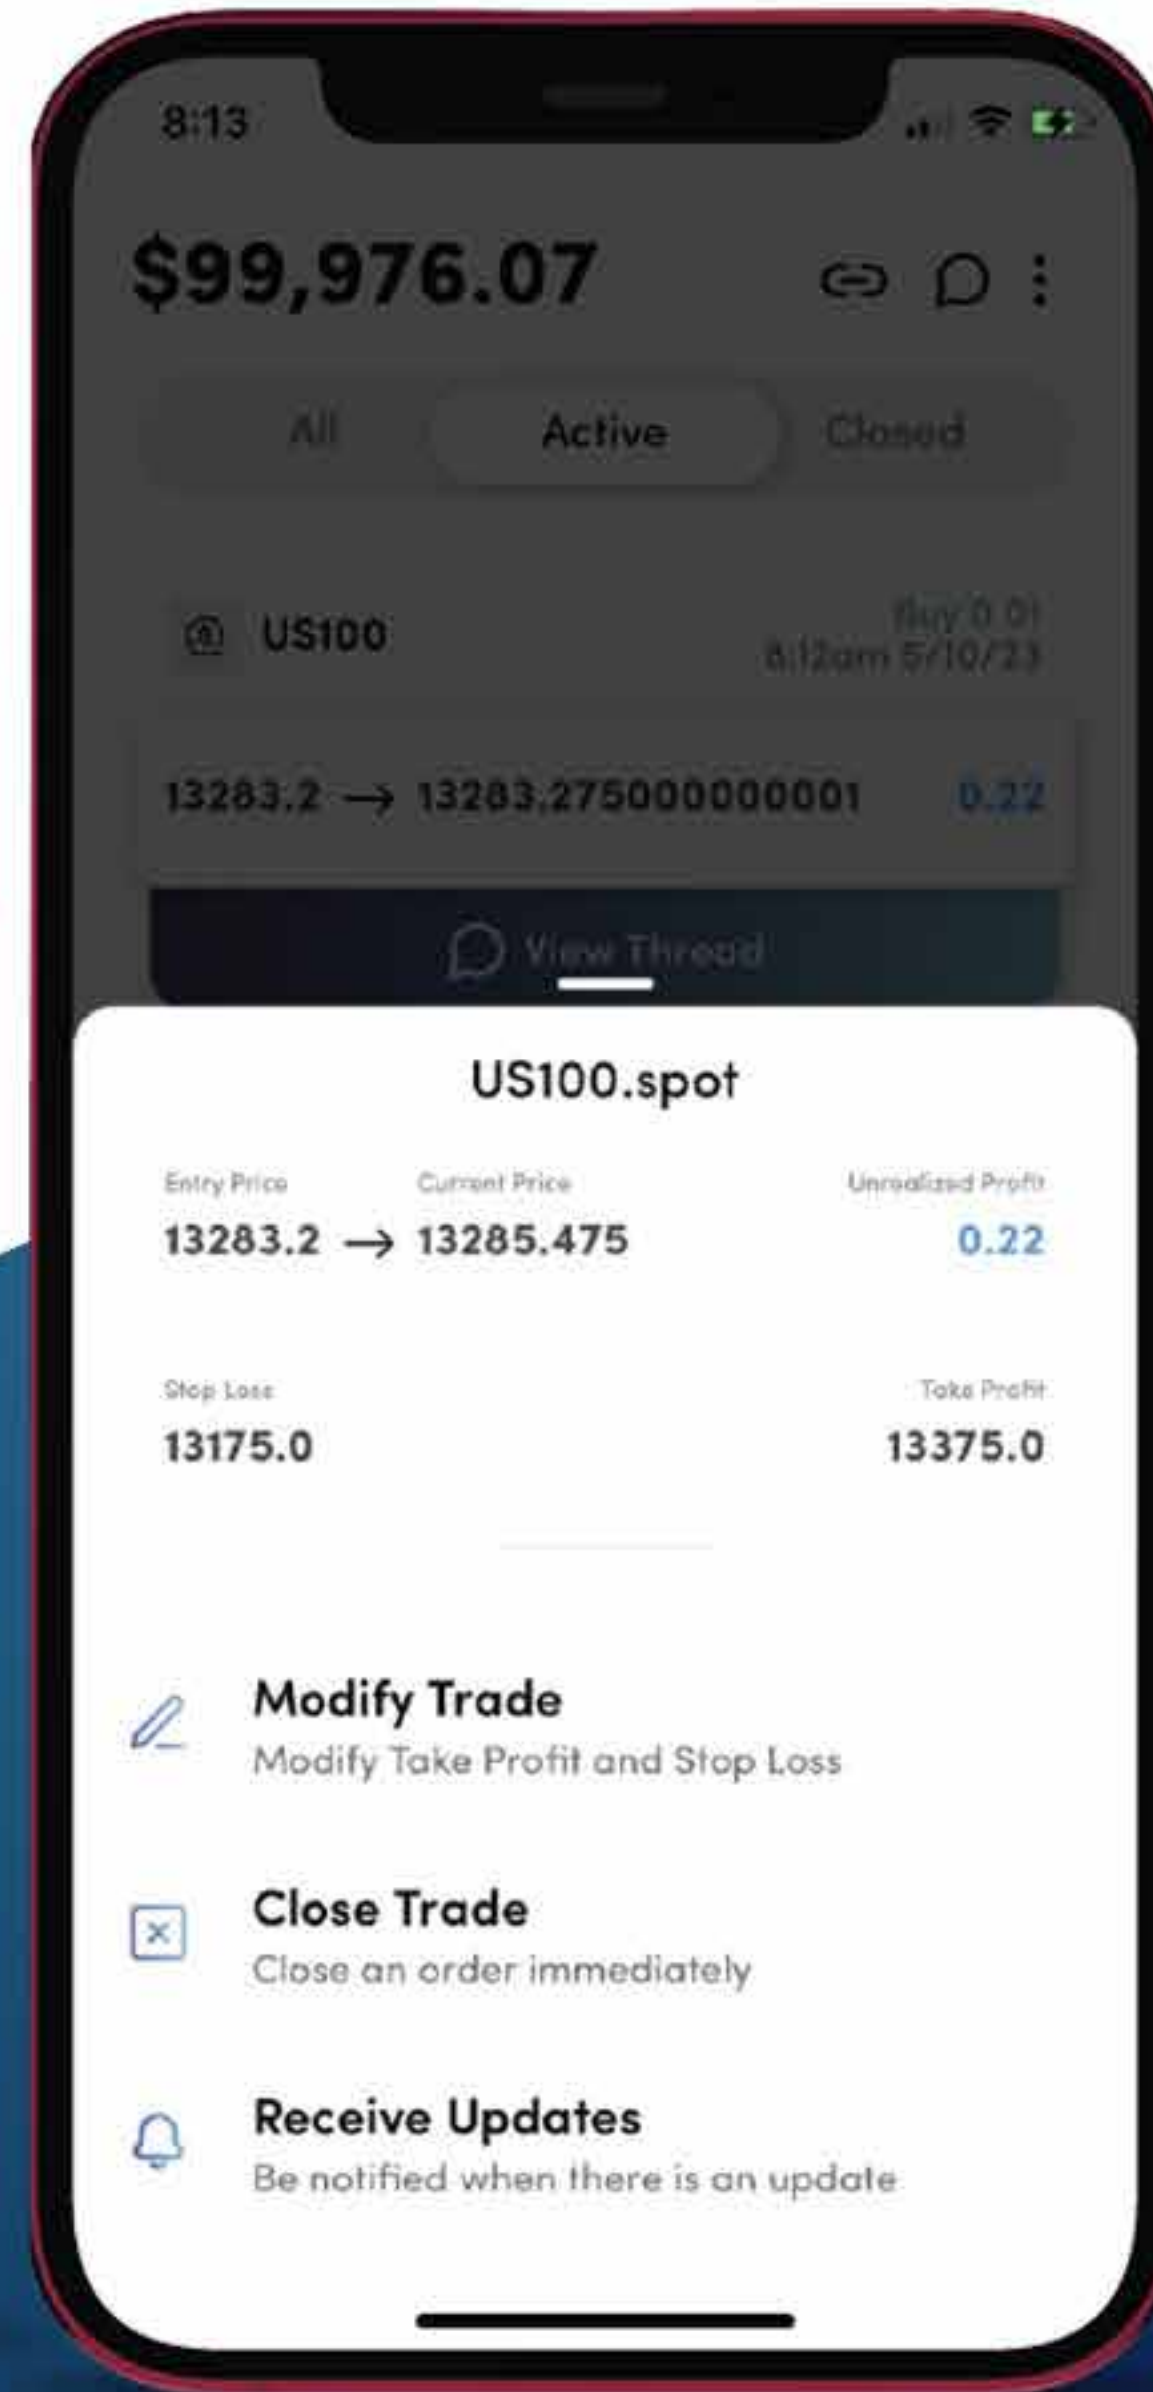 8:13
$99,976.07
All Active Closed
US100
Buy 0.01
8:12am 5/10/23
13283.2 → 13283.275000000001 0.22
View Thread
US100.spot
Entry Price Current Price Unrealized Profit
13283.2 → 13285.475 0.22
Stop Loss Take Profit
13175.0 13375.0
Modify Trade
Modify Take Profit and Stop Loss
Close Trade
Close an order immediately
Receive Updates
Be notified when there is an update